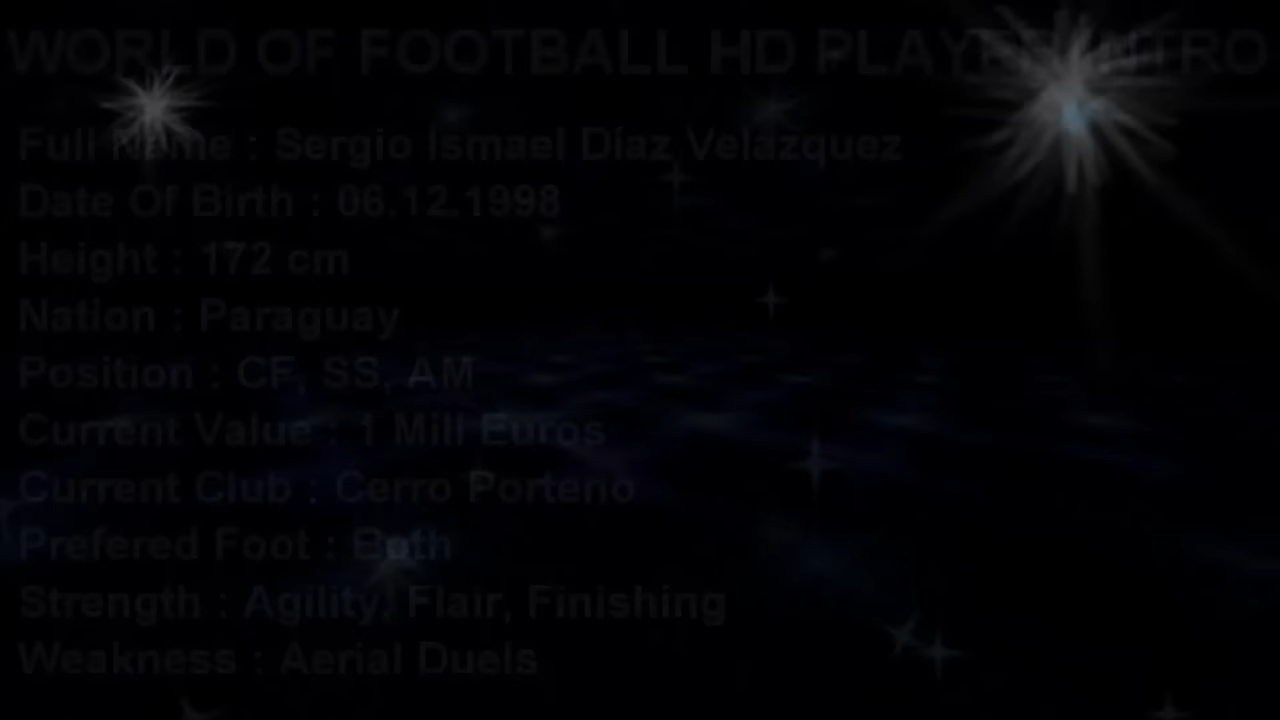 WORLD OF FOOTBALL HD PLAYER INTRO
Full Name : Sergio Ismael Díaz Velázquez
Date Of Birth : 06.12.1998
Height : 172 cm
Nation : Paraguay
Position : CF, SS, AM
Current Value : 1 Mill Euros
Current Club : Cerro Porteno
Prefered Foot : Both
Strength : Agility, Flair, Finishing
Weakness : Aerial Duels